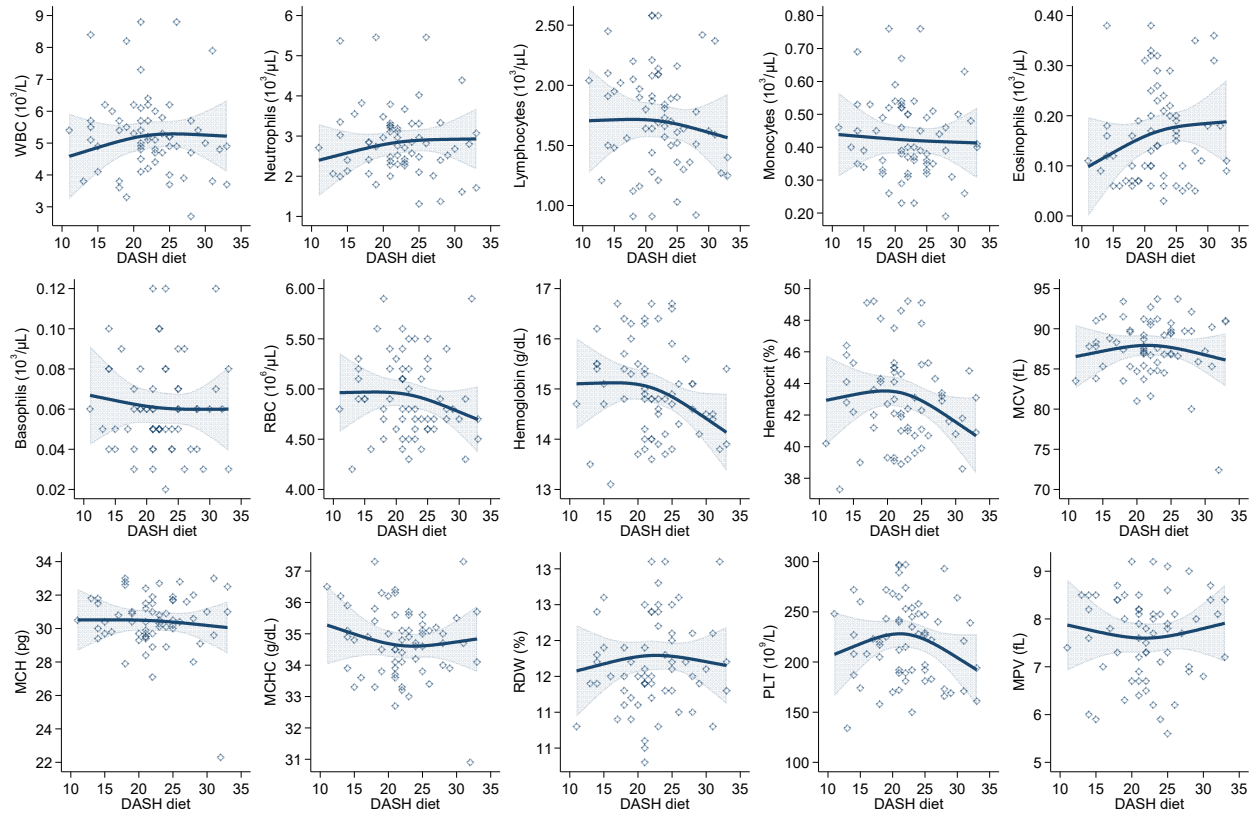 WBC (10³/L)
9
8
7
6
5
4
3
10 15 20 25 30 35
DASH diet
Neutrophils (10³/µL)
6
5
4
3
2
1
10 15 20 25 30 35
DASH diet
Lymphocytes (10³/µL)
2.50
2.00
1.50
1.00
10 15 20 25 30 35
DASH diet
Monocytes (10³/µL)
0.80
0.70
0.60
0.50
0.40
0.30
0.20
10 15 20 25 30 35
DASH diet
Eosinophils (10³/µL)
0.40
0.30
0.20
0.10
0.00
10 15 20 25 30 35
DASH diet
Basophils (10³/µL)
0.12
0.10
0.08
0.06
0.04
0.02
10 15 20 25 30 35
DASH diet
RBC (10⁶/µL)
6.00
5.50
5.00
4.50
4.00
10 15 20 25 30 35
DASH diet
Hemoglobin (g/dL)
17
16
15
14
13
10 15 20 25 30 35
DASH diet
Hematocrit (%)
50
48
46
44
42
40
38
10 15 20 25 30 35
DASH diet
MCV (fL)
95
90
85
80
75
70
10 15 20 25 30 35
DASH diet
MCH (pg)
34
32
30
28
26
24
22
10 15 20 25 30 35
DASH diet
MCHC (g/dL)
37
36
35
34
33
32
31
10 15 20 25 30 35
DASH diet
RDW (%)
13
13
12
12
11
11
10 15 20 25 30 35
DASH diet
PLT (10⁹/L)
300
250
200
150
100
10 15 20 25 30 35
DASH diet
MPV (fL)
9
8
7
6
5
10 15 20 25 30 35
DASH diet